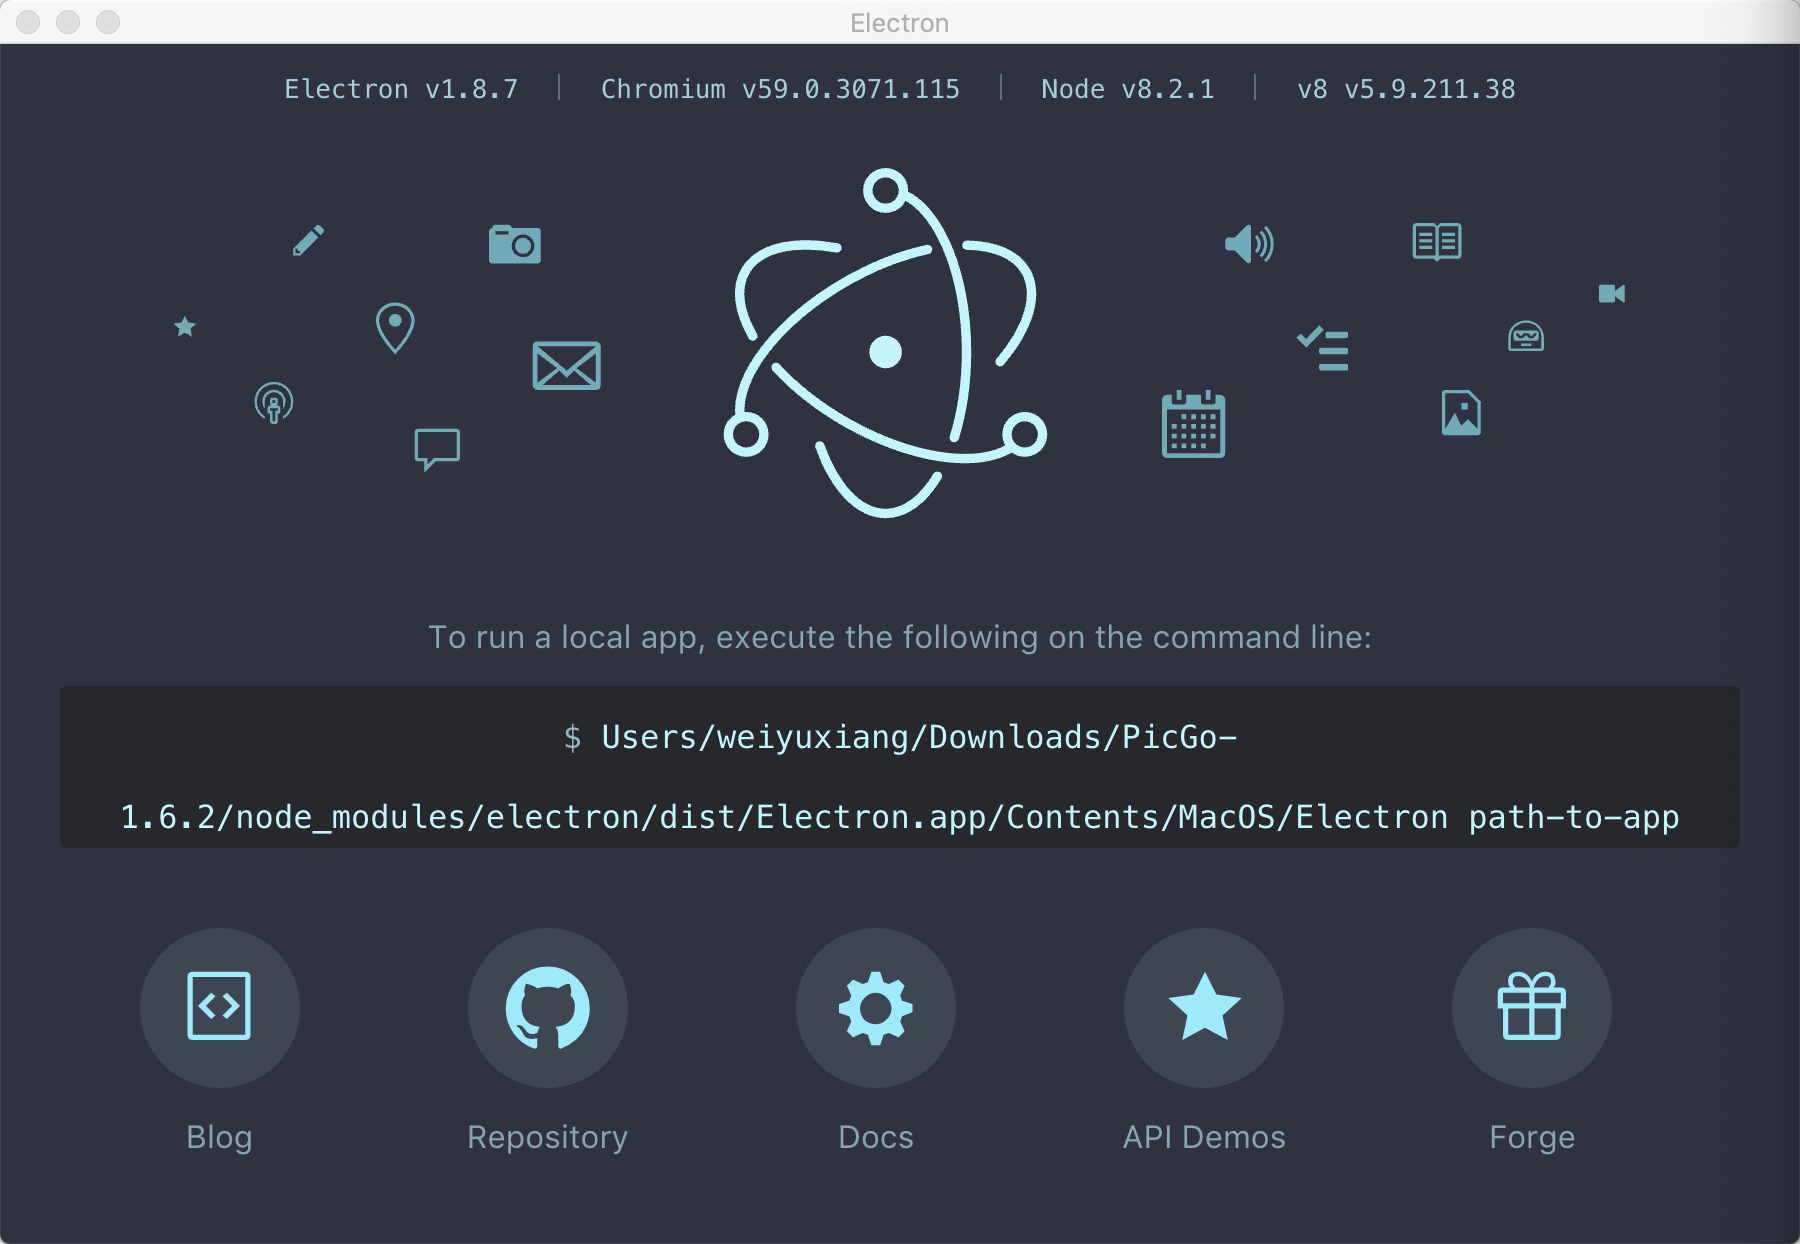 Electron
Electron v1.8.7 | Chromium v59.0.3071.115 | Node v8.2.1 | v8 v5.9.211.38
To run a local app, execute the following on the command line:
$ Users/weiyuxiang/Downloads/PicGo-
1.6.2/node_modules/electron/dist/Electron.app/Contents/MacOS/Electron path-to-app
Blog Repository Docs API Demos Forge